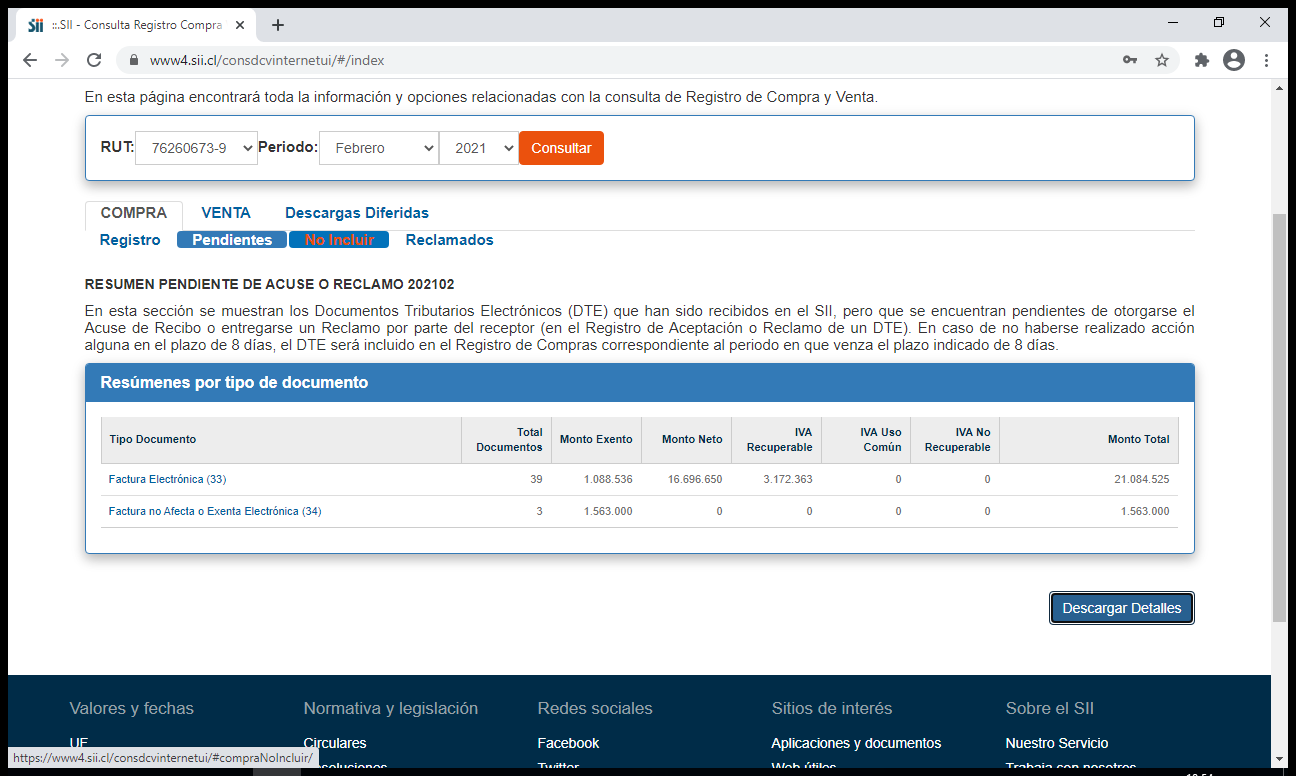 ::.SII - Consulta Registro Compra
www4.sii.cl/consdcvinternetui/#/index
En esta página encontrará toda la información y opciones relacionadas con la consulta de Registro de Compra y Venta.
RUT: 76260673-9 Periodo: Febrero 2021 Consultar
COMPRA VENTA Descargas Diferidas
Registro Pendientes No Incluir Reclamados
RESUMEN PENDIENTE DE ACUSE O RECLAMO 202102
En esta sección se muestran los Documentos Tributarios Electrónicos (DTE) que han sido recibidos en el SII, pero que se encuentran pendientes de otorgarse el
Acuse de Recibo o entregarse un Reclamo por parte del receptor (en el Registro de Aceptación o Reclamo de un DTE). En caso de no haberse realizado acción
alguna en el plazo de 8 días, el DTE será incluido en el Registro de Compras correspondiente al periodo en que venza el plazo indicado de 8 días.
Resúmenes por tipo de documento
Tipo Documento Total Documentos Monto Exento Monto Neto IVA Recuperable IVA Uso Común IVA No Recuperable Monto Total
Factura Electrónica (33) 39 1.088.536 16.696.650 3.172.363 0 0 21.084.525
Factura no Afecta o Exenta Electrónica (34) 3 1.563.000 0 0 0 0 1.563.000
Descargar Detalles
Valores y fechas Normativa y legislación Redes sociales Sitios de interés Sobre el SII
UF Circulares Facebook Aplicaciones y documentos Nuestro Servicio
https://www4.sii.cl/consdcvinternetui/#compraNoIncluir/
Twitter Web útiles Trabaja con nosotros